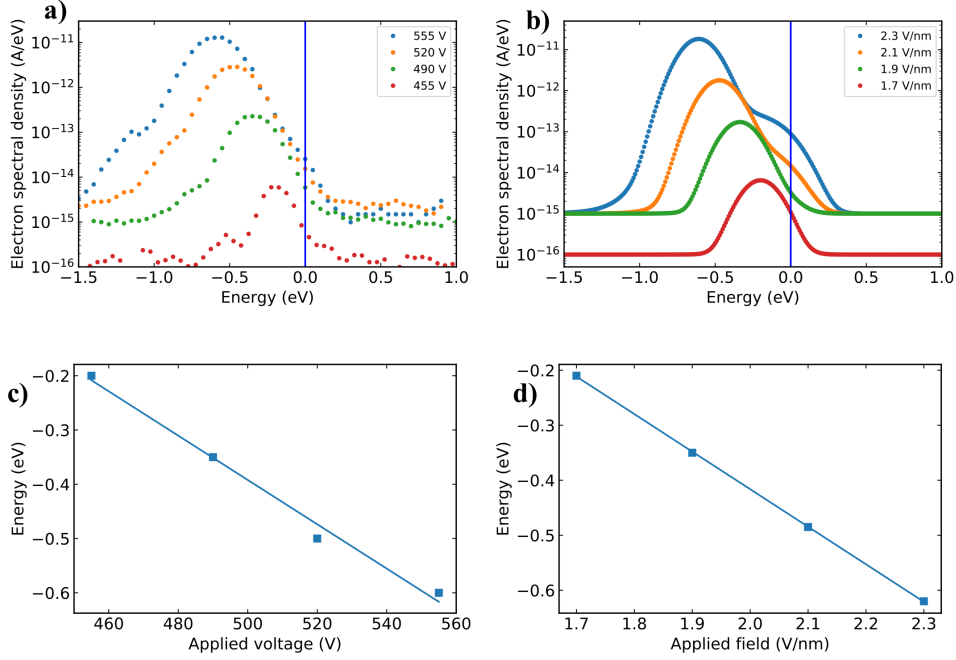 a)
Electron spectral density (A/eV)
10⁻¹¹
10⁻¹²
10⁻¹³
10⁻¹⁴
10⁻¹⁵
10⁻¹⁶
555 V
520 V
490 V
455 V
−1.5 −1.0 −0.5 0.0 0.5 1.0
Energy (eV)
b)
Electron spectral density (A/eV)
10⁻¹¹
10⁻¹²
10⁻¹³
10⁻¹⁴
10⁻¹⁵
10⁻¹⁶
2.3 V/nm
2.1 V/nm
1.9 V/nm
1.7 V/nm
−1.5 −1.0 −0.5 0.0 0.5 1.0
Energy (eV)
c)
Energy (eV)
−0.2
−0.3
−0.4
−0.5
−0.6
460 480 500 520 540 560
Applied voltage (V)
d)
Energy (eV)
−0.2
−0.3
−0.4
−0.5
−0.6
1.7 1.8 1.9 2.0 2.1 2.2 2.3
Applied field (V/nm)